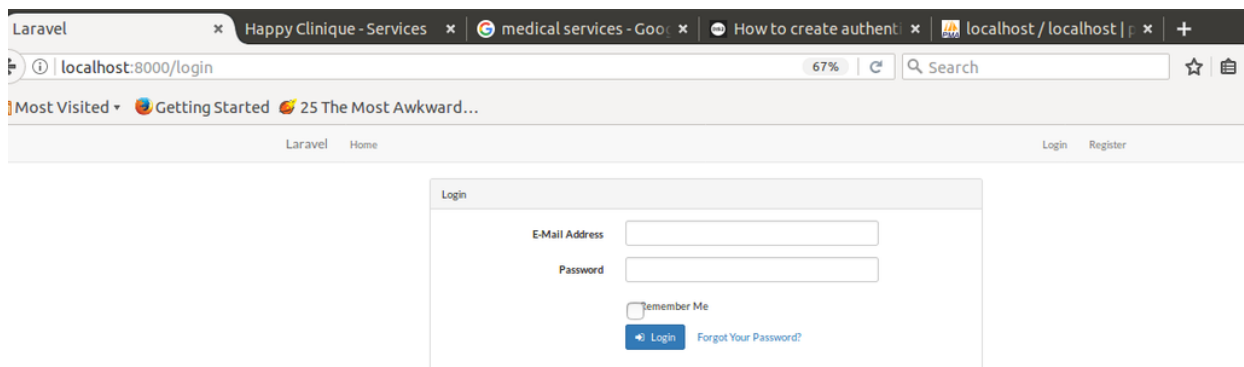 Laravel × Happy Clinique - Services × medical services - Goog × How to create authenti × localhost / localhost | p × +
localhost:8000/login 67% Search
Most Visited Getting Started 25 The Most Awkward...
Laravel Home Login Register
Login
E-Mail Address
Password
Remember Me
Login Forgot Your Password?